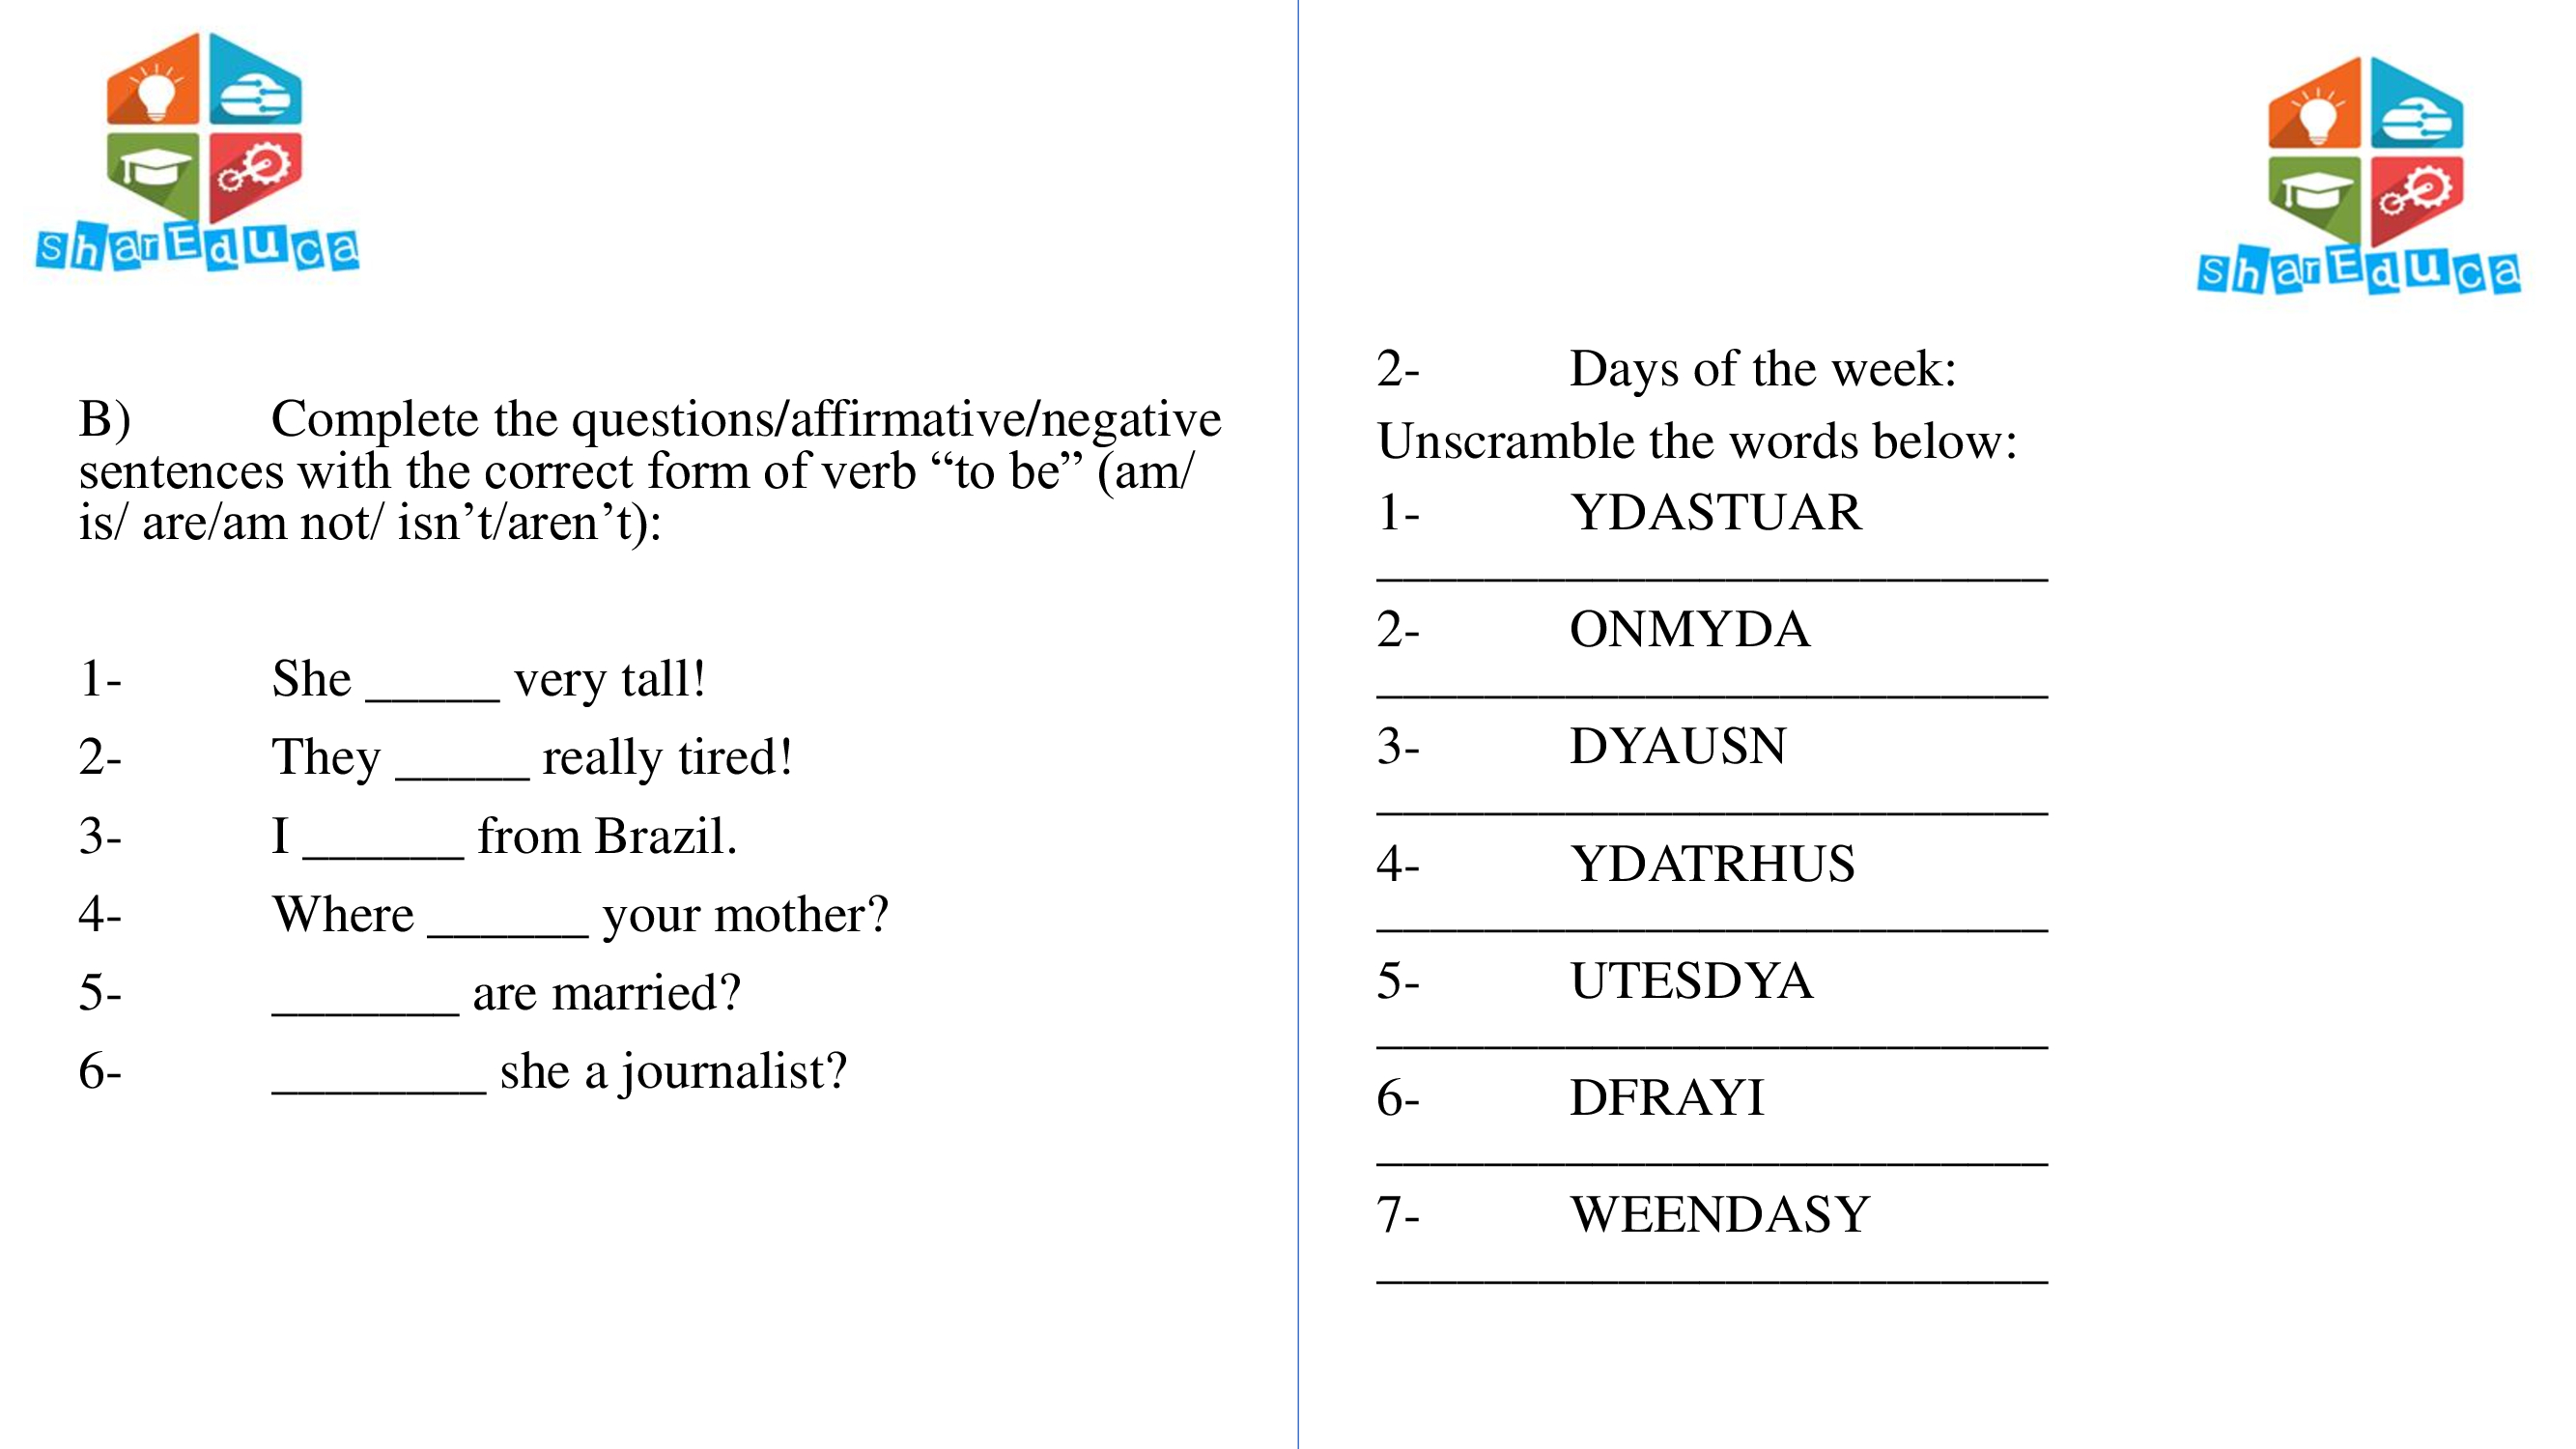 sharEduca
B) Complete the questions/affirmative/negative
sentences with the correct form of verb “to be” (am/
is/ are/am not/ isn’t/aren’t):
1- She _____ very tall!
2- They _____ really tired!
3- I ______ from Brazil.
4- Where ______ your mother?
5- _______ are married?
6- ________ she a journalist?
sharEduca
2- Days of the week:
Unscramble the words below:
1- YDASTUAR
_________________________
2- ONMYDA
_________________________
3- DYAUSN
_________________________
4- YDATRHUS
_________________________
5- UTESDYA
_________________________
6- DFRAYI
_________________________
7- WEENDASY
_________________________